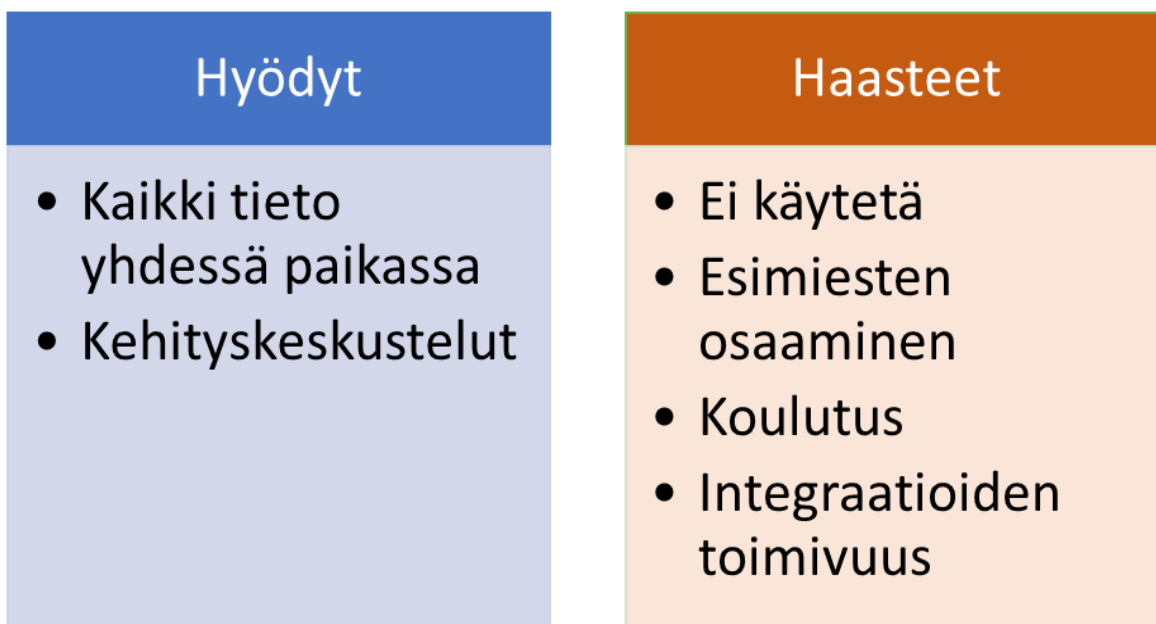 Hyödyt
• Kaikki tieto
yhdessä paikassa
• Kehityskeskustelut
Haasteet
• Ei käytetä
• Esimiesten
osaaminen
• Koulutus
• Integraatioiden
toimivuus